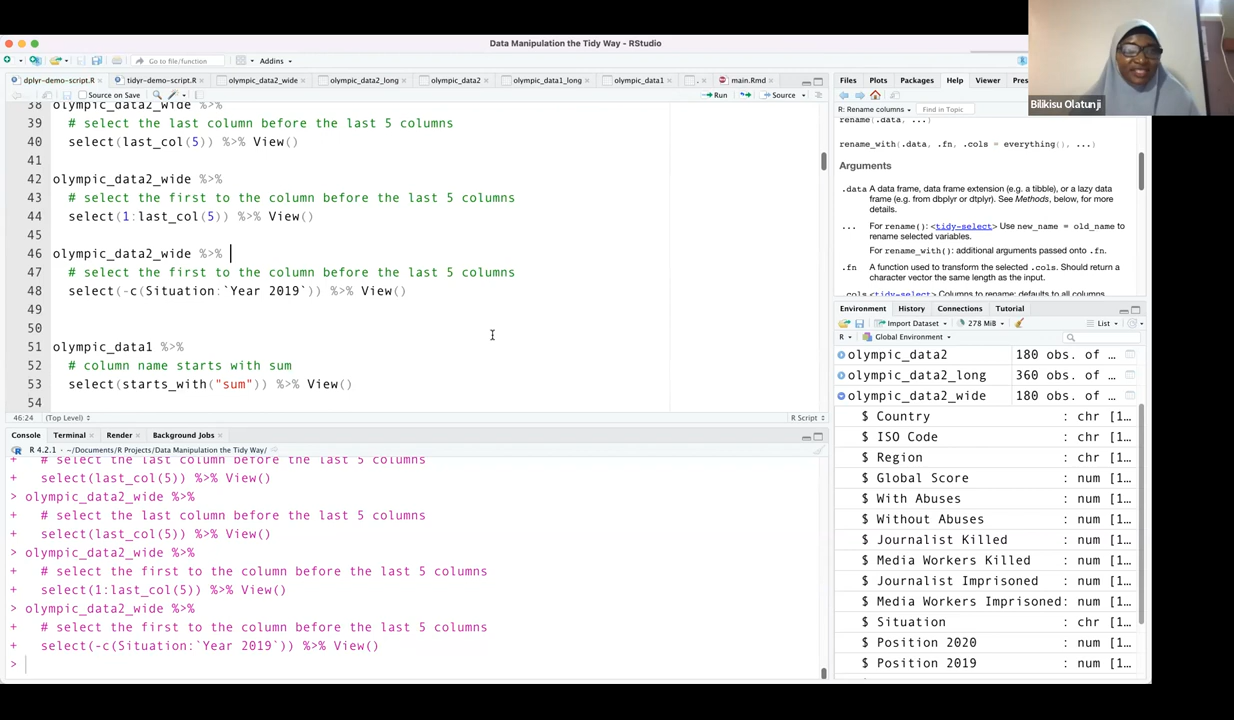 Data Manipulation the Tidy Way - RStudio
Go to file/function
Addins
dplyr-demo-script.R
tidyr-demo-script.R
olympic_data2_wide
olympic_data2_long
olympic_data2
olympic_data1_long
olympic_data1
main.Rmd
Source on Save
Run
Source
38 olympic_data2_wide %>%
39 # select the last column before the last 5 columns
40 select(last_col(5)) %>% View()
41
42 olympic_data2_wide %>%
43 # select the first to the column before the last 5 columns
44 select(1:last_col(5)) %>% View()
45
46 olympic_data2_wide %>%
47 # select the first to the column before the last 5 columns
48 select(-c(Situation:`Year 2019`)) %>% View()
49
50
51 olympic_data1 %>%
52 # column name starts with sum
53 select(starts_with("sum")) %>% View()
54
46:24 (Top Level)
R Script
Console Terminal Render Background Jobs
R 4.2.1 · ~/Documents/R Projects/Data Manipulation the Tidy Way/
+ # select the last column before the last 5 columns
+ select(last_col(5)) %>% View()
> olympic_data2_wide %>%
+ # select the last column before the last 5 columns
+ select(last_col(5)) %>% View()
> olympic_data2_wide %>%
+ # select the first to the column before the last 5 columns
+ select(1:last_col(5)) %>% View()
> olympic_data2_wide %>%
+ # select the first to the column before the last 5 columns
+ select(-c(Situation:`Year 2019`)) %>% View()
>
Bilikisu Olatunji
Files Plots Packages Help Viewer Pres
R: Rename columns
Find in Topic
rename(.data, ...)
rename_with(.data, .fn, .cols = everything(), ...)
Arguments
.data A data frame, data frame extension (e.g. a tibble), or a lazy data
frame (e.g. from dbplyr or dtplyr). See Methods, below, for more
details.
... For rename(): <tidy-select> Use new_name = old_name to
rename selected variables.
For rename_with(): additional arguments passed onto .fn.
.fn A function used to transform the selected .cols. Should return a
character vector the same length as the input.
.cols <tidy-select> Columns to rename; defaults to all columns
Environment History Connections Tutorial
Import Dataset
278 MiB
List
R
Global Environment
olympic_data2 180 obs. of …
olympic_data2_long 360 obs. of …
olympic_data2_wide 180 obs. of …
$ Country : chr [1…
$ ISO Code : chr [1…
$ Region : chr [1…
$ Global Score : num [1…
$ With Abuses : num [1…
$ Without Abuses : num [1…
$ Journalist Killed : num [1…
$ Media Workers Killed : num [1…
$ Journalist Imprisoned : num [1…
$ Media Workers Imprisoned: num [1…
$ Situation : chr [1…
$ Position 2020 : num [1…
$ Position 2019 : num [1…